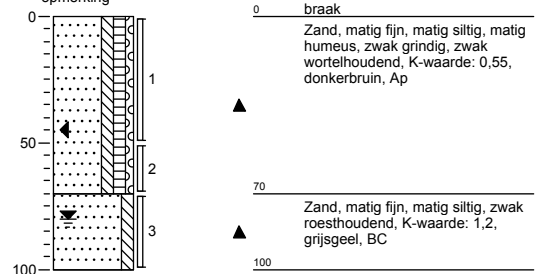 opmerking
0
50
100
1
2
3
0
braak
Zand, matig fijn, matig siltig, matig
humeus, zwak grindig, zwak
wortelhoudend, K-waarde: 0,55,
donkerbruin, Ap
70
Zand, matig fijn, matig siltig, zwak
roesthoudend, K-waarde: 1,2,
grijsgeel, BC
100